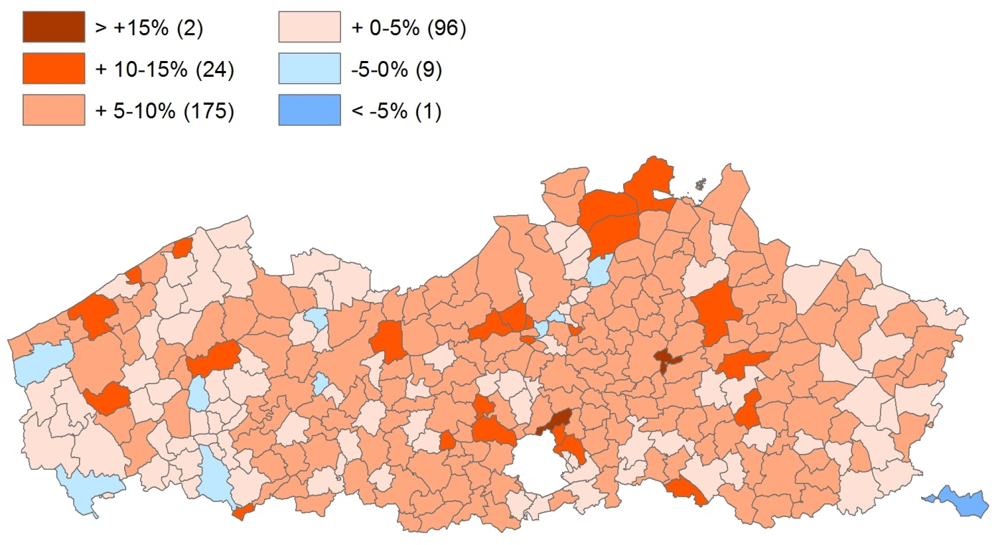 > +15% (2)
+ 10-15% (24)
+ 5-10% (175)
+ 0-5% (96)
-5-0% (9)
< -5% (1)